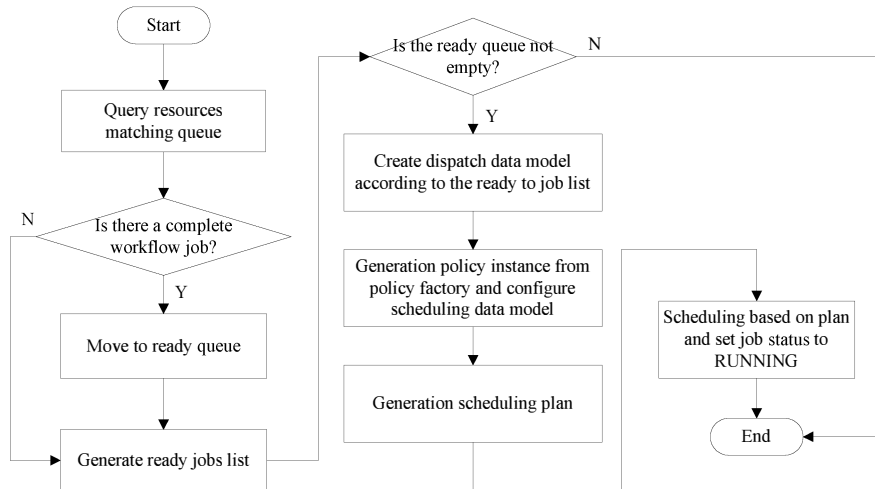 Start
Query resources
matching queue
N
Is there a complete
workflow job?
Y
Move to ready queue
Generate ready jobs list
Is the ready queue not
empty?
N
Y
Create dispatch data model
according to the ready to job list
Generation policy instance from
policy factory and configure
scheduling data model
Generation scheduling plan
Scheduling based on plan
and set job status to
RUNNING
End